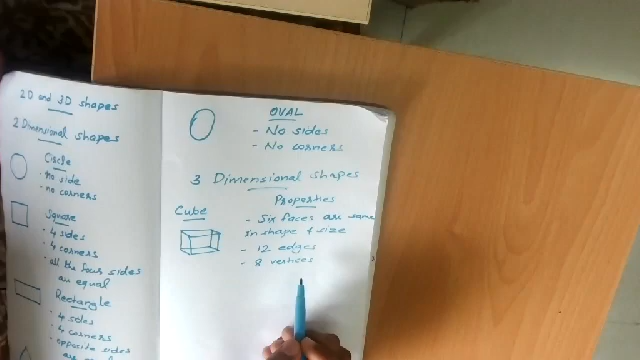 2D and 3D shapes
2 Dimensional shapes
Circle
- No side
- no corners
Square
- 4 sides
- 4 corners
- all the four sides
are equal
Rectangle
- 4 sides
- 4 corners
- opposite sides
are
OVAL
- No sides
- No corners
3 Dimensional shapes
Properties
Cube
- Six faces are same
in shape & size
- 12 edges
- 8 vertices